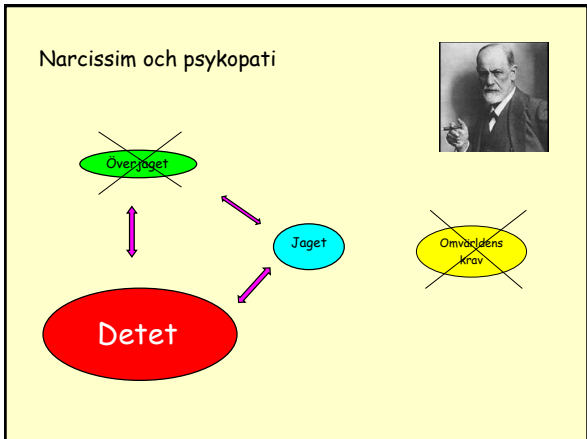 Narcissim och psykopati
Överjaget
Jaget
Omvärldens
krav
Detet